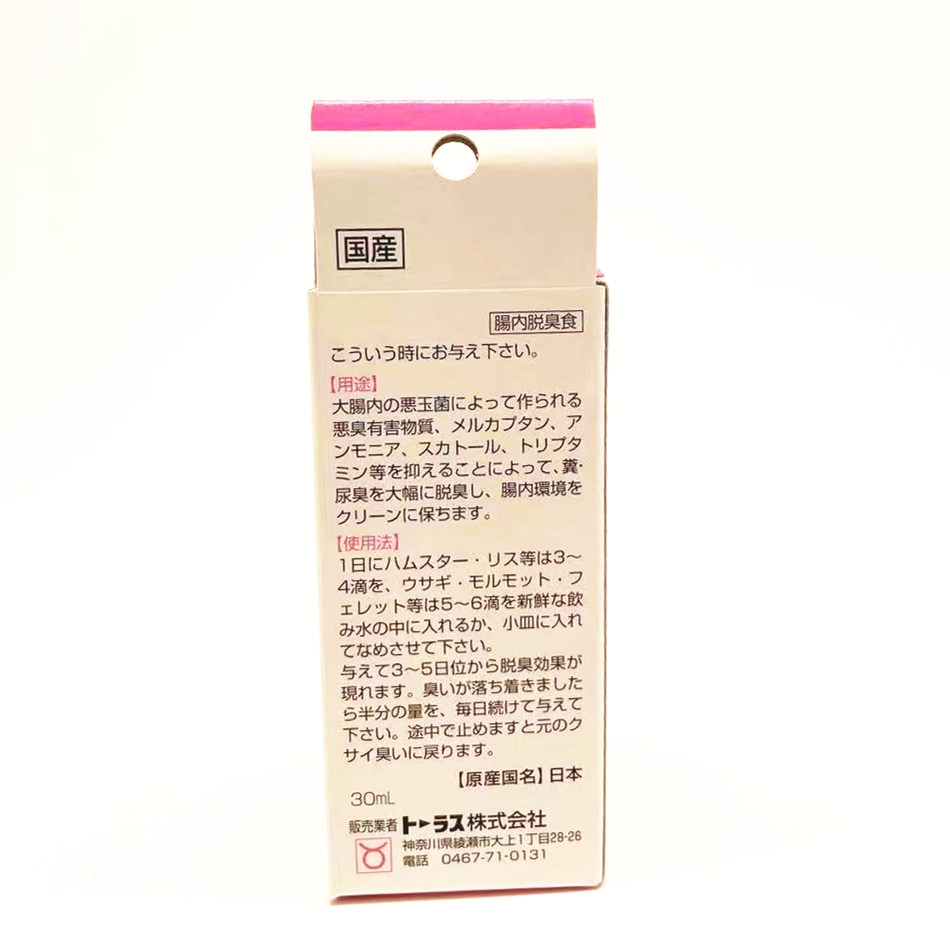 国産
腸内脱臭食
こういう時にお与え下さい。
【用途】
大腸内の悪玉菌によって作られる
悪臭有害物質、メルカプタン、ア
ンモニア、スカトール、トリプタ
ミン等を抑えることによって、糞・
尿臭を大幅に脱臭し、腸内環境を
クリーンに保ちます。
【使用法】
1日にハムスター・リス等は3〜
4滴を、ウサギ・モルモット・フ
ェレット等は5〜6滴を新鮮な飲
み水の中に入れるか、小皿に入れ
てなめさせて下さい。
与えて3〜5日位から脱臭効果が
現れます。臭いが落ち着きました
ら半分の量を、毎日続けて与えて
下さい。途中で止めますと元のク
サイ臭いに戻ります。
【原産国名】日本
30mL
販売業者 トーラス株式会社
神奈川県綾瀬市大上1丁目28-26
電話 0467-71-0131